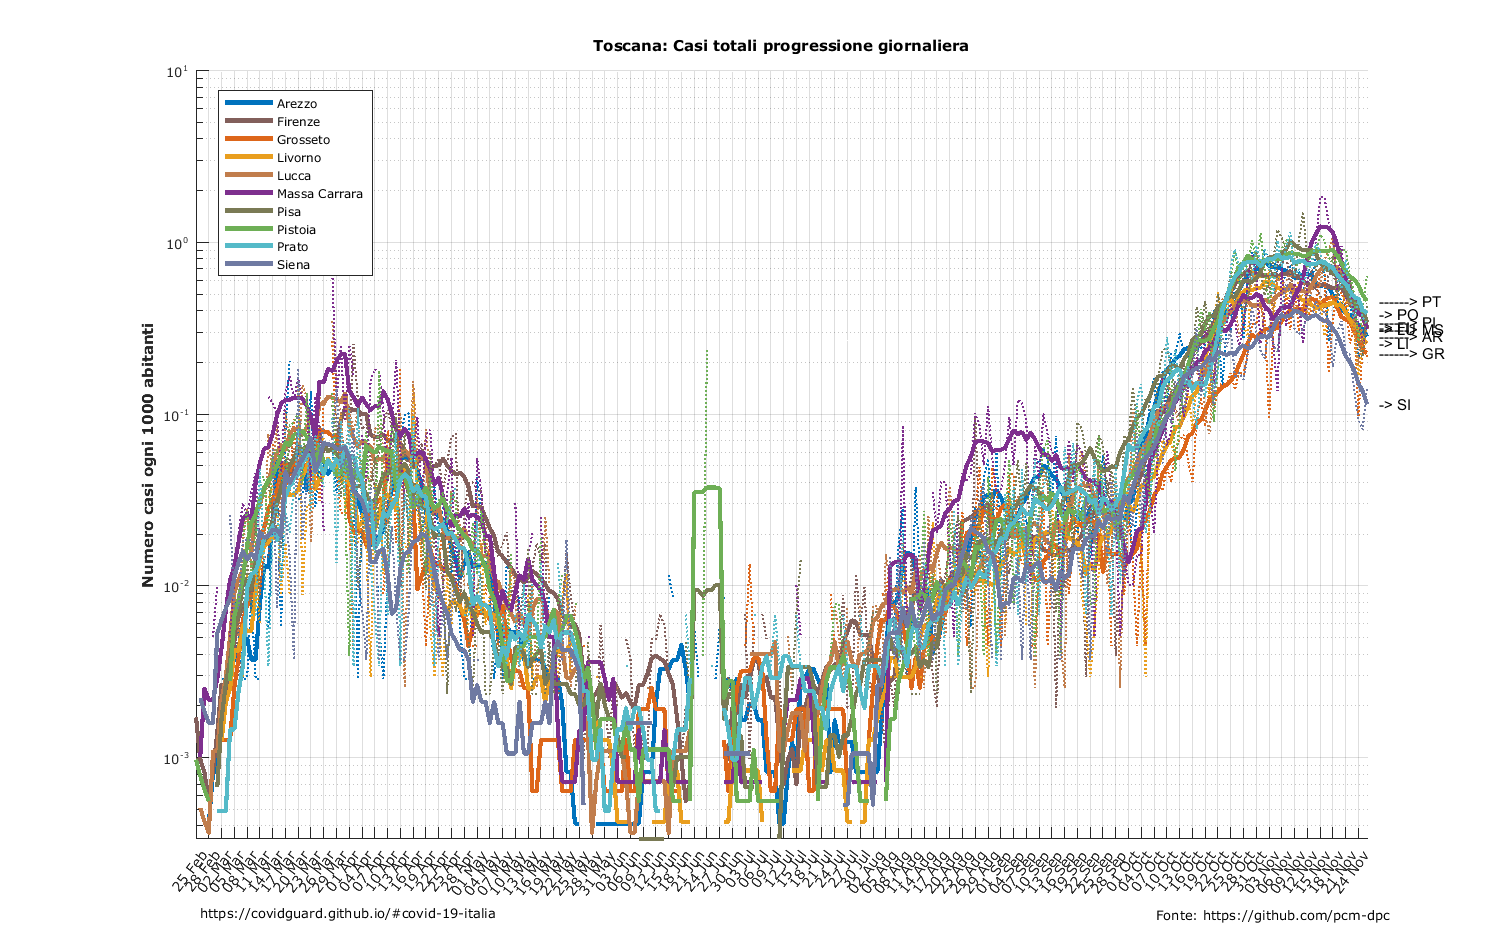 Toscana: Casi totali progressione giornaliera
Numero casi ogni 1000 abitanti
10¹
10⁰
10⁻¹
10⁻²
10⁻³
Arezzo
Firenze
Grosseto
Livorno
Lucca
Massa Carrara
Pisa
Pistoia
Prato
Siena
------> PT
-> PO
PI
MS
AR
-> LI
------> GR
-> SI
25 Feb
28 Feb
02 Mar
05 Mar
08 Mar
11 Mar
14 Mar
17 Mar
20 Mar
23 Mar
26 Mar
29 Mar
01 Apr
04 Apr
07 Apr
10 Apr
13 Apr
16 Apr
19 Apr
22 Apr
25 Apr
28 Apr
01 May
04 May
07 May
10 May
13 May
16 May
19 May
22 May
25 May
28 May
31 May
03 Jun
06 Jun
09 Jun
12 Jun
15 Jun
18 Jun
21 Jun
24 Jun
27 Jun
30 Jun
03 Jul
06 Jul
09 Jul
12 Jul
15 Jul
18 Jul
21 Jul
24 Jul
27 Jul
30 Jul
02 Aug
05 Aug
08 Aug
11 Aug
14 Aug
17 Aug
20 Aug
23 Aug
26 Aug
29 Aug
01 Sep
04 Sep
07 Sep
10 Sep
13 Sep
16 Sep
19 Sep
22 Sep
25 Sep
28 Sep
01 Oct
04 Oct
07 Oct
10 Oct
13 Oct
16 Oct
19 Oct
22 Oct
25 Oct
28 Oct
31 Oct
03 Nov
06 Nov
09 Nov
12 Nov
15 Nov
18 Nov
21 Nov
24 Nov
https://covidguard.github.io/#covid-19-italia
Fonte: https://github.com/pcm-dpc